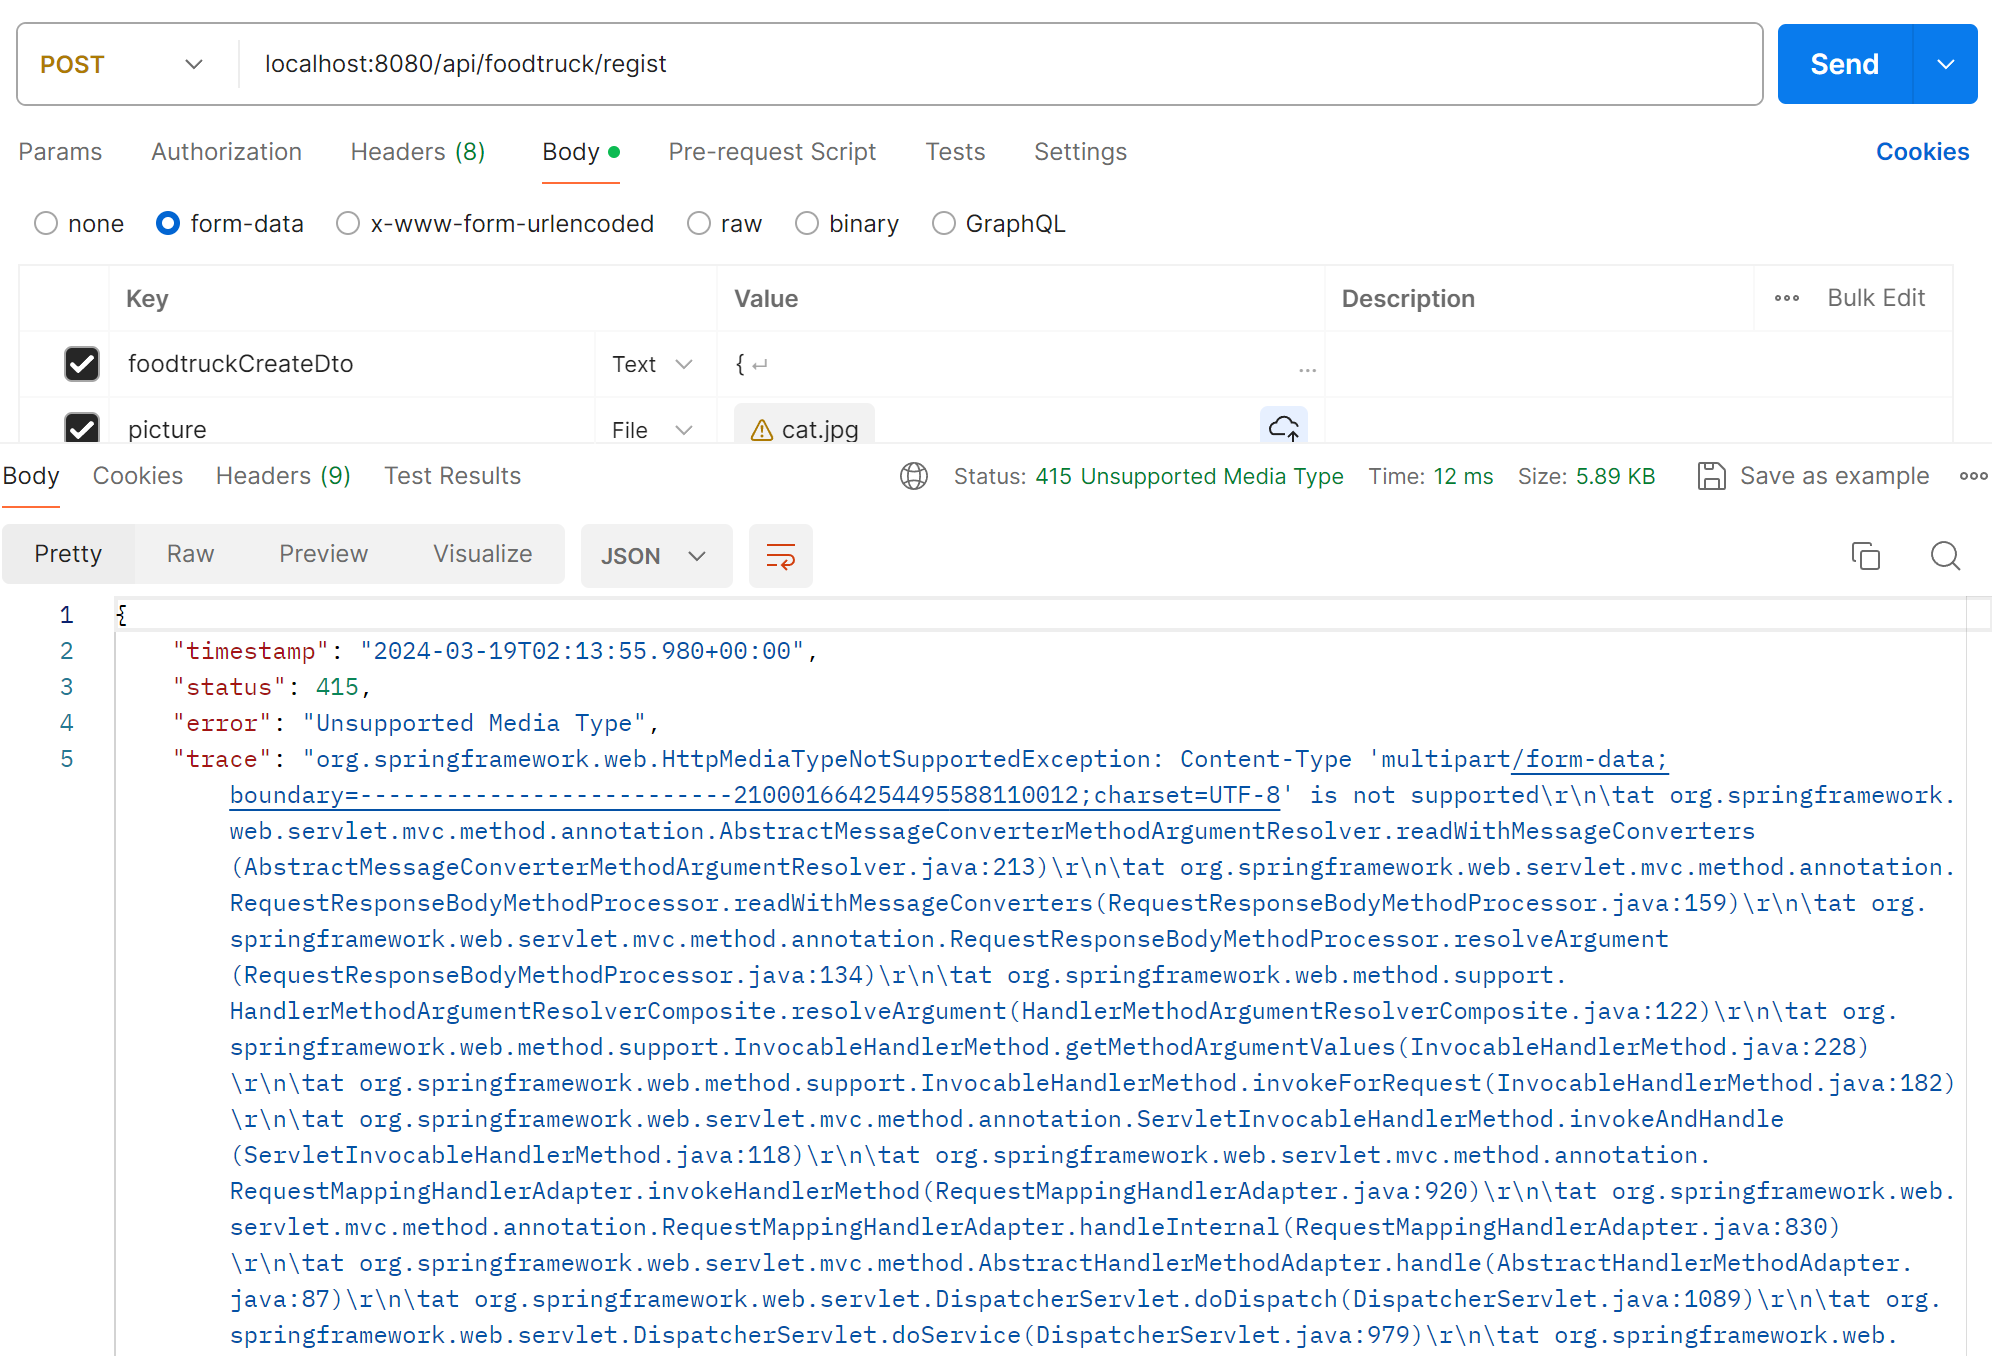 POST localhost:8080/api/foodtruck/regist Send
Params Authorization Headers (8) Body Pre-request Script Tests Settings Cookies
none form-data x-www-form-urlencoded raw binary GraphQL
Key Value Description Bulk Edit
foodtruckCreateDto Text { ↵ ...
picture File cat.jpg
Body Cookies Headers (9) Test Results Status: 415 Unsupported Media Type Time: 12 ms Size: 5.89 KB Save as example
Pretty Raw Preview Visualize JSON
1 {
2 "timestamp": "2024-03-19T02:13:55.980+00:00",
3 "status": 415,
4 "error": "Unsupported Media Type",
5 "trace": "org.springframework.web.HttpMediaTypeNotSupportedException: Content-Type 'multipart/form-data;
boundary=--------------------------210001664254495588110012;charset=UTF-8' is not supported\r\n\tat org.springframework.
web.servlet.mvc.method.annotation.AbstractMessageConverterMethodArgumentResolver.readWithMessageConverters
(AbstractMessageConverterMethodArgumentResolver.java:213)\r\n\tat org.springframework.web.servlet.mvc.method.annotation.
RequestResponseBodyMethodProcessor.readWithMessageConverters(RequestResponseBodyMethodProcessor.java:159)\r\n\tat org.
springframework.web.servlet.mvc.method.annotation.RequestResponseBodyMethodProcessor.resolveArgument
(RequestResponseBodyMethodProcessor.java:134)\r\n\tat org.springframework.web.method.support.
HandlerMethodArgumentResolverComposite.resolveArgument(HandlerMethodArgumentResolverComposite.java:122)\r\n\tat org.
springframework.web.method.support.InvocableHandlerMethod.getMethodArgumentValues(InvocableHandlerMethod.java:228)
\r\n\tat org.springframework.web.method.support.InvocableHandlerMethod.invokeForRequest(InvocableHandlerMethod.java:182)
\r\n\tat org.springframework.web.servlet.mvc.method.annotation.ServletInvocableHandlerMethod.invokeAndHandle
(ServletInvocableHandlerMethod.java:118)\r\n\tat org.springframework.web.servlet.mvc.method.annotation.
RequestMappingHandlerAdapter.invokeHandlerMethod(RequestMappingHandlerAdapter.java:920)\r\n\tat org.springframework.web.
servlet.mvc.method.annotation.RequestMappingHandlerAdapter.handleInternal(RequestMappingHandlerAdapter.java:830)
\r\n\tat org.springframework.web.servlet.mvc.method.AbstractHandlerMethodAdapter.handle(AbstractHandlerMethodAdapter.
java:87)\r\n\tat org.springframework.web.servlet.DispatcherServlet.doDispatch(DispatcherServlet.java:1089)\r\n\tat org.
springframework.web.servlet.DispatcherServlet.doService(DispatcherServlet.java:979)\r\n\tat org.springframework.web.